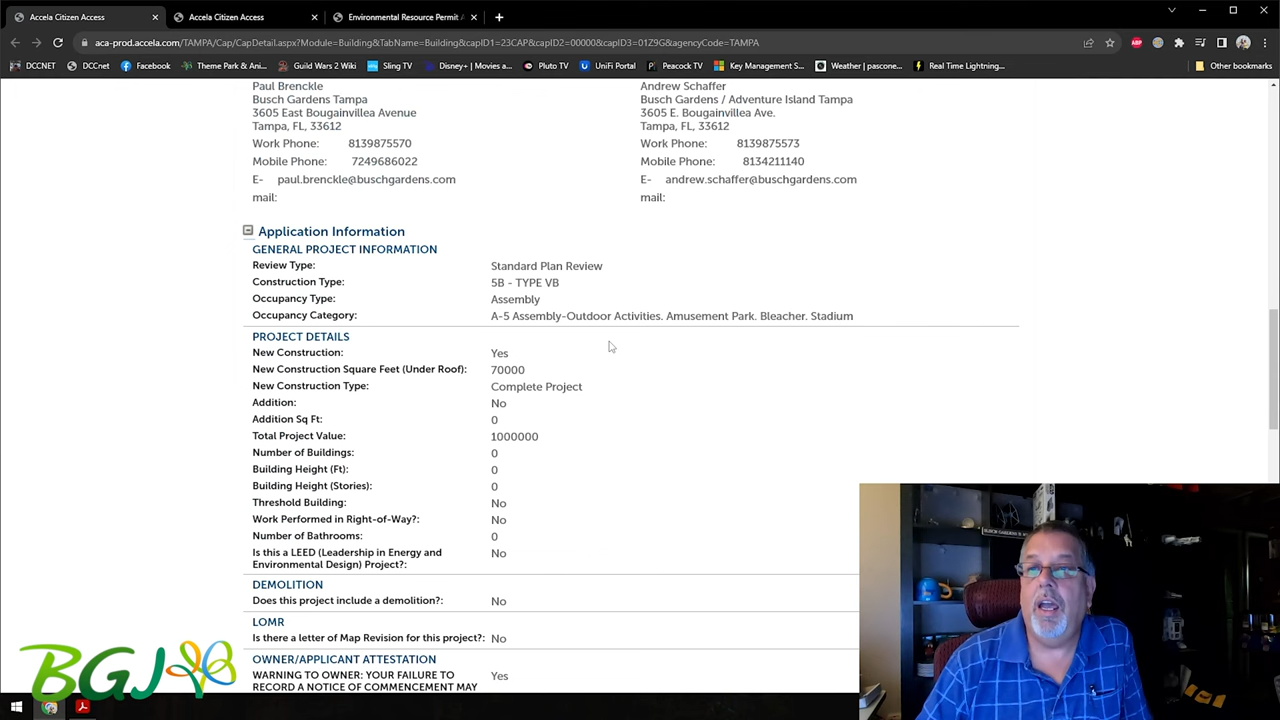 Accela Citizen Access
Accela Citizen Access
Environmental Resource Permit A
aca-prod.accela.com/TAMPA/Cap/CapDetail.aspx?Module=Building&TabName=Building&capID1=23CAP&capID2=00000&capID3=01Z9G&agencyCode=TAMPA
DCCNET
DCCnet
Facebook
Theme Park & Ani...
Guild Wars 2 Wiki
Sling TV
Disney+ | Movies a...
Pluto TV
UniFi Portal
Peacock TV
Key Management S...
Weather | pascone...
Real Time Lightning...
Other bookmarks
Paul Brenckle
Busch Gardens Tampa
3605 East Bougainvillea Avenue
Tampa, FL, 33612
Work Phone: 8139875570
Mobile Phone: 7249686022
E- paul.brenckle@buschgardens.com
mail:
Andrew Schaffer
Busch Gardens / Adventure Island Tampa
3605 E. Bougainvillea Ave.
Tampa, FL, 33612
Work Phone: 8139875573
Mobile Phone: 8134211140
E- andrew.schaffer@buschgardens.com
mail:
Application Information
GENERAL PROJECT INFORMATION
Review Type: Standard Plan Review
Construction Type: 5B - TYPE VB
Occupancy Type: Assembly
Occupancy Category: A-5 Assembly-Outdoor Activities. Amusement Park. Bleacher. Stadium
PROJECT DETAILS
New Construction: Yes
New Construction Square Feet (Under Roof): 70000
New Construction Type: Complete Project
Addition: No
Addition Sq Ft: 0
Total Project Value: 1000000
Number of Buildings: 0
Building Height (Ft): 0
Building Height (Stories): 0
Threshold Building: No
Work Performed in Right-of-Way?: No
Number of Bathrooms: 0
Is this a LEED (Leadership in Energy and No
Environmental Design) Project?:
DEMOLITION
Does this project include a demolition?: No
LOMR
Is there a letter of Map Revision for this project?: No
OWNER/APPLICANT ATTESTATION
WARNING TO OWNER: YOUR FAILURE TO Yes
RECORD A NOTICE OF COMMENCEMENT MAY
BGJ